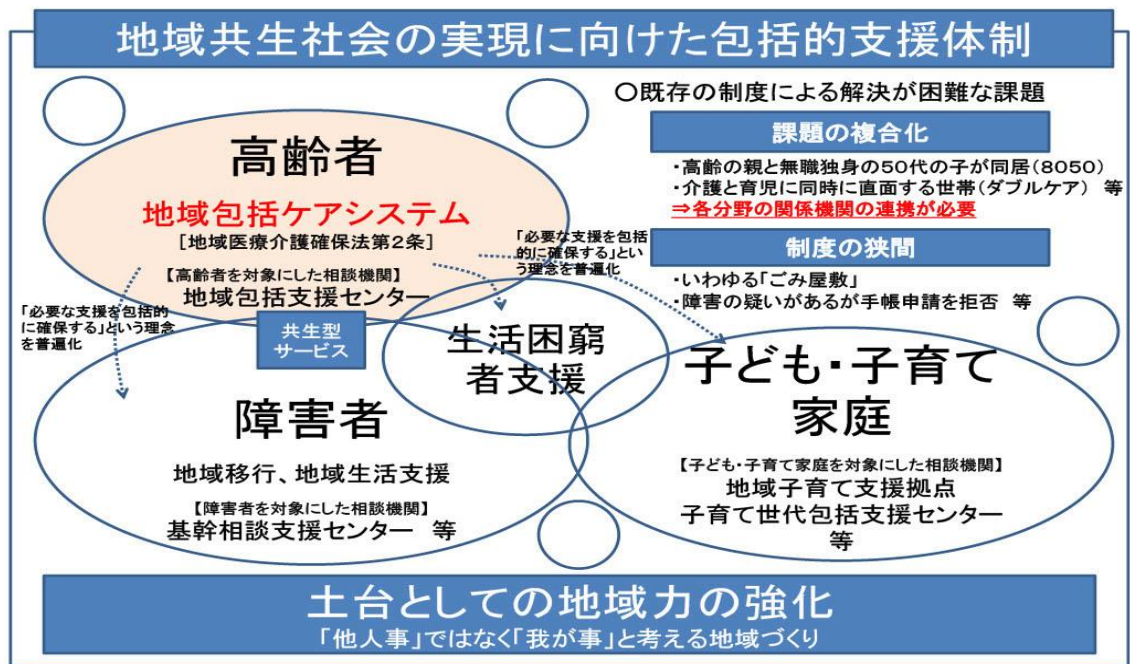 地域共生社会の実現に向けた包括的支援体制
〇既存の制度による解決が困難な課題
課題の複合化
・高齢の親と無職独身の50代の子が同居(8050)
・介護と育児に同時に直面する世帯(ダブルケア) 等
⇒各分野の関係機関の連携が必要
制度の狭間
・いわゆる「ごみ屋敷」
・障害の疑いがあるが手帳申請を拒否 等
高齢者
地域包括ケアシステム
[地域医療介護確保法第2条]
【高齢者を対象にした相談機関】
地域包括支援センター
「必要な支援を包括
的に確保する」とい
う理念を普遍化
「必要な支援を包括的
に確保する」という理念
を普遍化
共生型
サービス
生活困窮
者支援
障害者
地域移行、地域生活支援
【障害者を対象にした相談機関】
基幹相談支援センター 等
子ども・子育て
家庭
【子ども・子育て家庭を対象にした相談機関】
地域子育て支援拠点
子育て世代包括支援センター
等
土台としての地域力の強化
「他人事」ではなく「我が事」と考える地域づくり